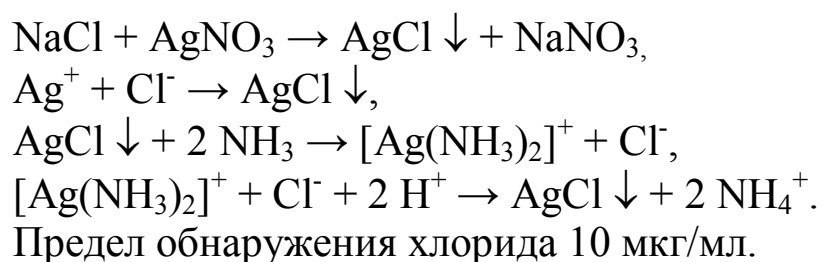 NaCl + AgNO₃ → AgCl ↓ + NaNO₃,
Ag⁺ + Cl⁻ → AgCl ↓,
AgCl ↓ + 2 NH₃ → [Ag(NH₃)₂]⁺ + Cl⁻,
[Ag(NH₃)₂]⁺ + Cl⁻ + 2 H⁺ → AgCl ↓ + 2 NH₄⁺.
Предел обнаружения хлорида 10 мкг/мл.